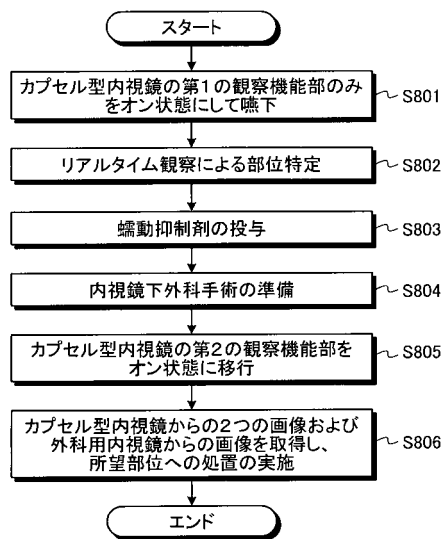 スタート
カプセル型内視鏡の第1の観察機能部のみ
をオン状態にして嚥下
S801
リアルタイム観察による部位特定
S802
蠕動抑制剤の投与
S803
内視鏡下外科手術の準備
S804
カプセル型内視鏡の第2の観察機能部を
オン状態に移行
S805
カプセル型内視鏡からの2つの画像および
外科用内視鏡からの画像を取得し、
所望部位への処置の実施
S806
エンド